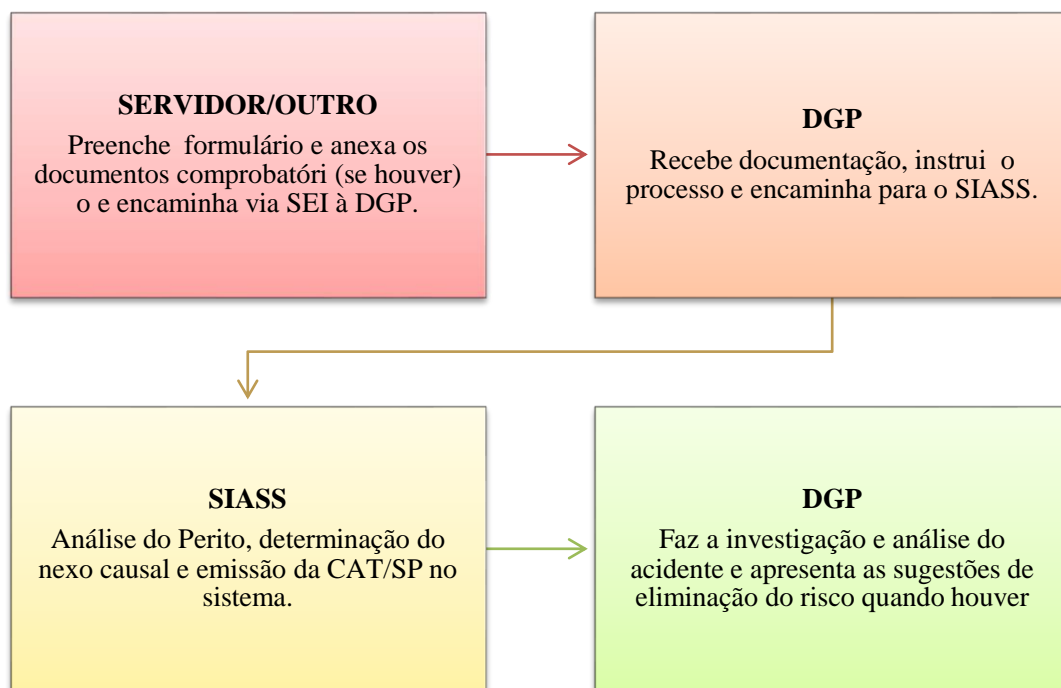 SERVIDOR/OUTRO
Preenche formulário e anexa os
documentos comprobatóri (se houver)
o e encaminha via SEI à DGP.
DGP
Recebe documentação, instrui o
processo e encaminha para o SIASS.
SIASS
Análise do Perito, determinação do
nexo causal e emissão da CAT/SP no
sistema.
DGP
Faz a investigação e análise do
acidente e apresenta as sugestões de
eliminação do risco quando houver